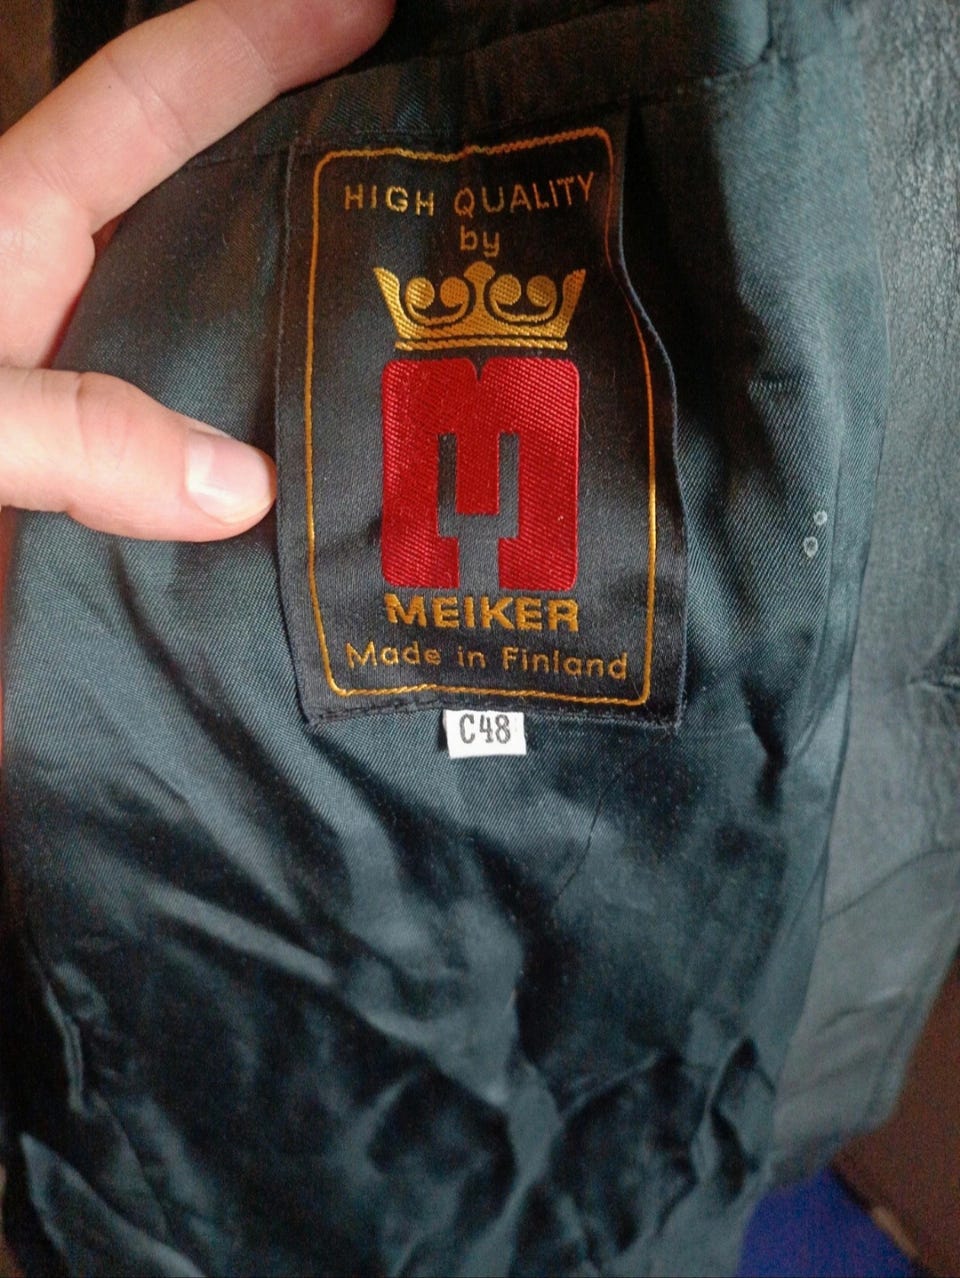 HIGH QUALITY
by
MEIKER
Made in Finland
C48